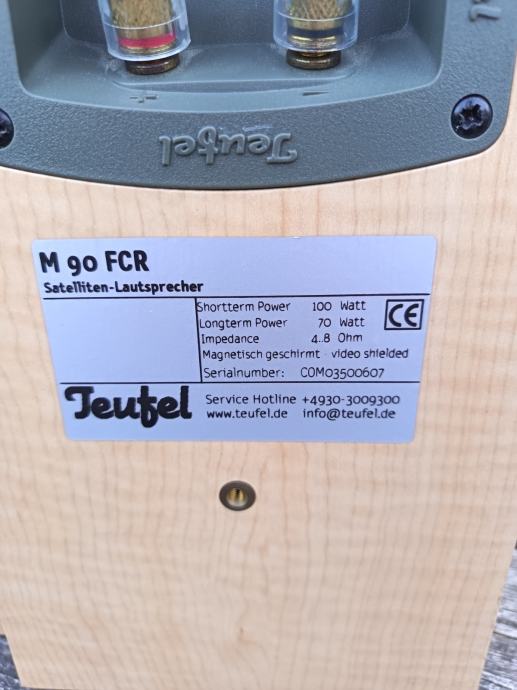 + -
Teufel
M 90 FCR
Satelliten-Lautsprecher
Shortterm Power 100 Watt
Longterm Power 70 Watt
Impedance 4..8 Ohm
Magnetisch geschirmt - video shielded
Serialnumber: COM03500607
CE
Teufel
Service Hotline +4930-3009300
www.teufel.de info@teufel.de